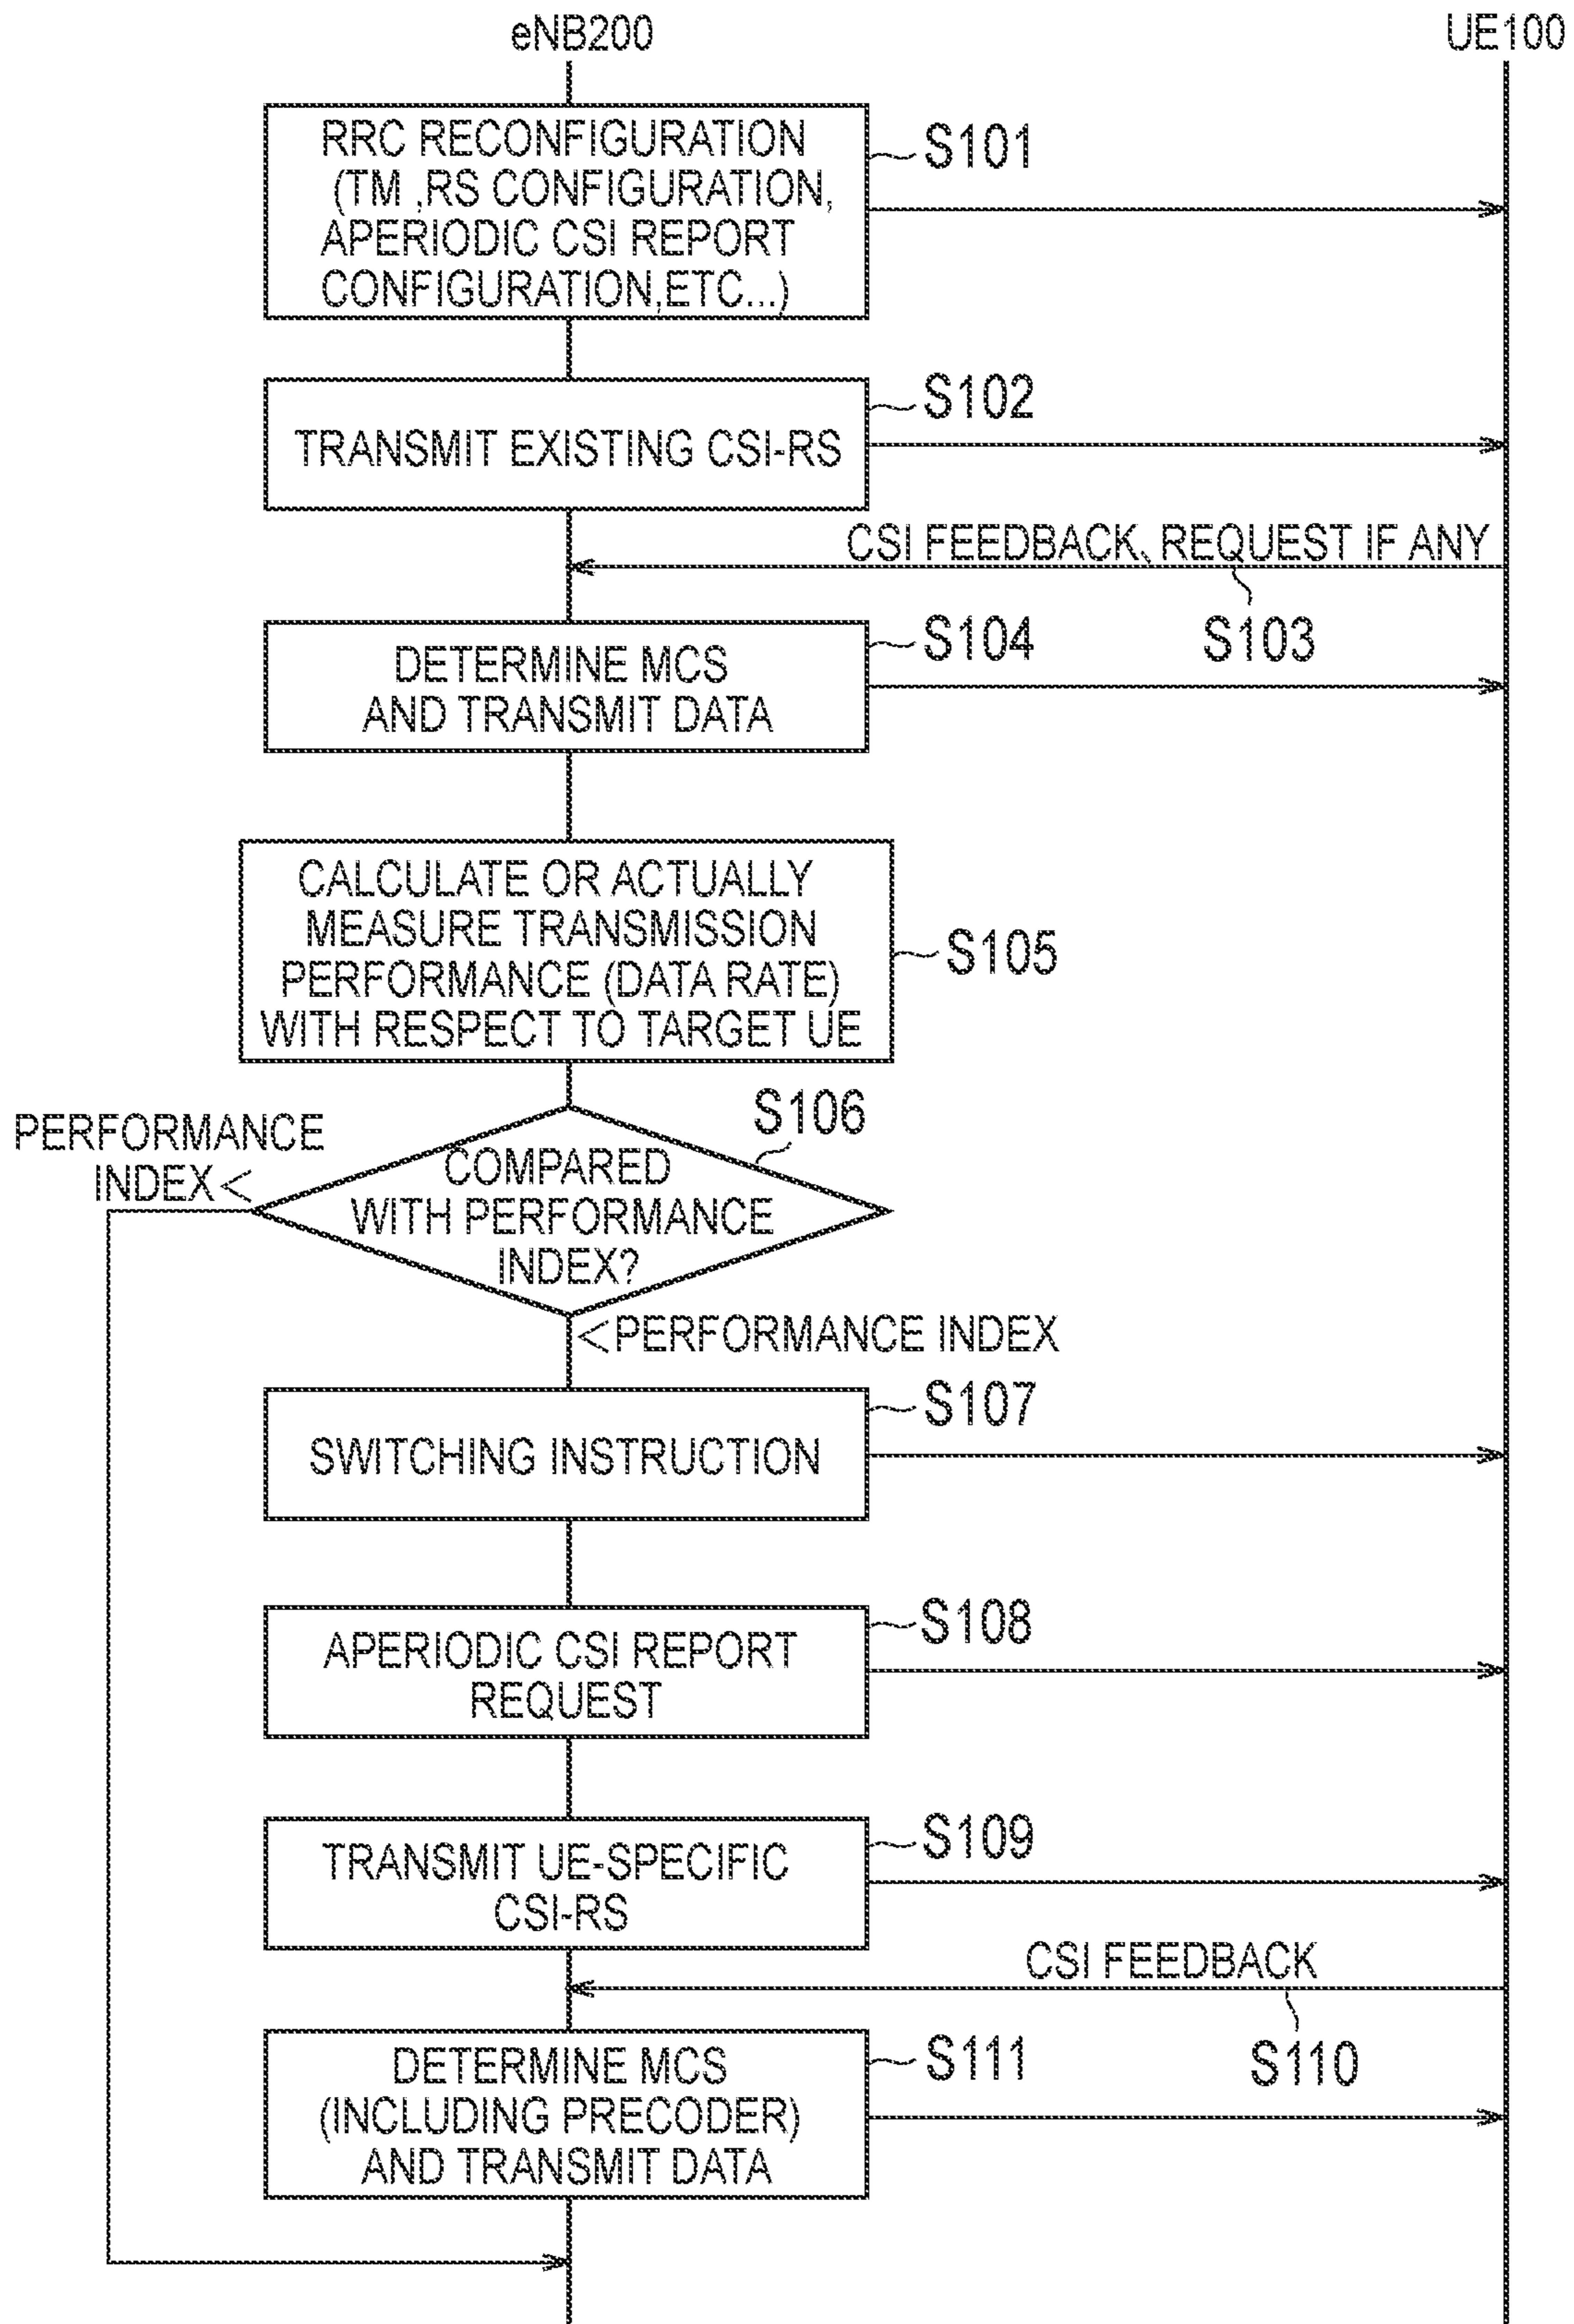 eNB200
UE100
RRC RECONFIGURATION
(TM ,RS CONFIGURATION,
APERIODIC CSI REPORT
CONFIGURATION,ETC...)
S101
TRANSMIT EXISTING CSI-RS
S102
CSI FEEDBACK, REQUEST IF ANY
S103
DETERMINE MCS
AND TRANSMIT DATA
S104
CALCULATE OR ACTUALLY
MEASURE TRANSMISSION
PERFORMANCE (DATA RATE)
WITH RESPECT TO TARGET UE
S105
PERFORMANCE
INDEX<
COMPARED
WITH PERFORMANCE
INDEX?
S106
<PERFORMANCE INDEX
SWITCHING INSTRUCTION
S107
APERIODIC CSI REPORT
REQUEST
S108
TRANSMIT UE-SPECIFIC
CSI-RS
S109
CSI FEEDBACK
S110
DETERMINE MCS
(INCLUDING PRECODER)
AND TRANSMIT DATA
S111